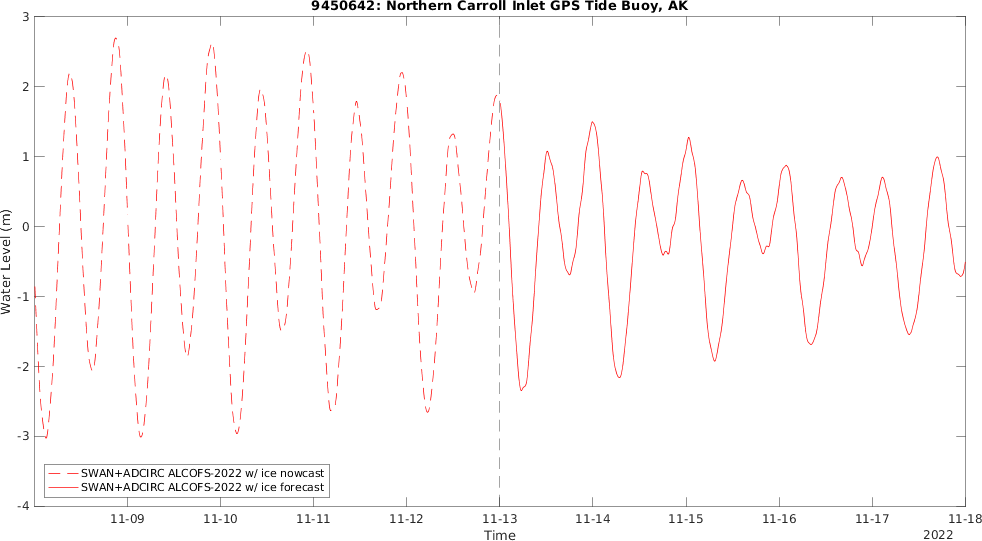 9450642: Northern Carroll Inlet GPS Tide Buoy, AK
3
2
1
0
-1
-2
-3
-4
Water Level (m)
SWAN+ADCIRC ALCOFS-2022 w/ ice nowcast
SWAN+ADCIRC ALCOFS-2022 w/ ice forecast
11-09 11-10 11-11 11-12 11-13 11-14 11-15 11-16 11-17 11-18
Time
2022